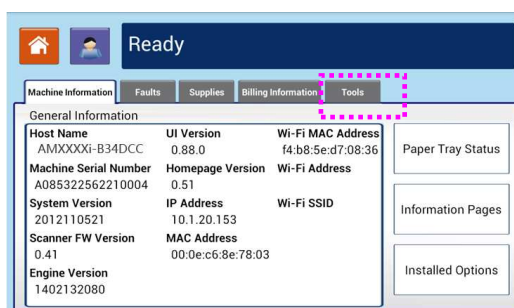 Ready
Machine Information Faults Supplies Billing Information Tools
General Information
Host Name UI Version Wi-Fi MAC Address
AMXXXXi-B34DCC 0.88.0 f4:b8:5e:d7:08:36
Machine Serial Number Homepage Version Wi-Fi Address
A085322562210004 0.51
System Version IP Address Wi-Fi SSID
2012110521 10.1.20.153
Scanner FW Version MAC Address
0.41 00:0e:c6:8e:78:03
Engine Version
1402132080
Paper Tray Status
Information Pages
Installed Options